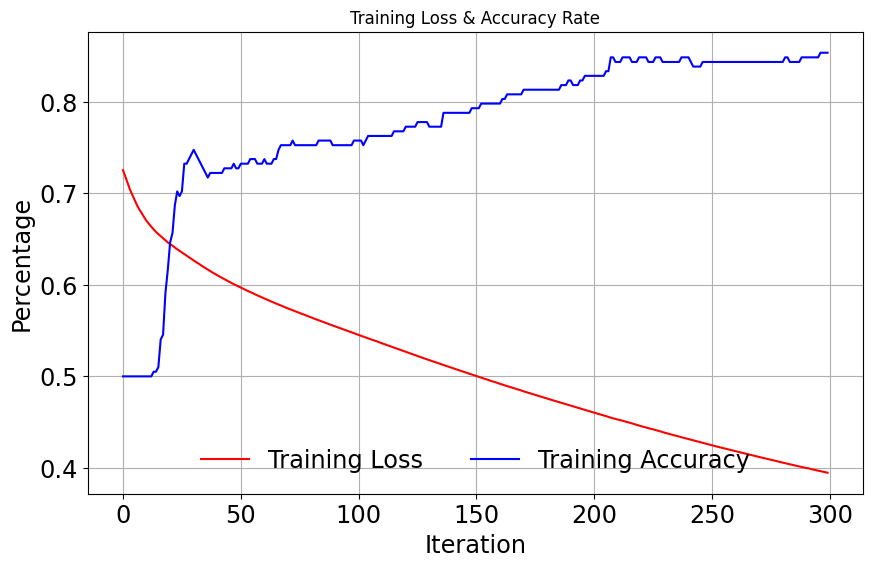 Training Loss & Accuracy Rate
Percentage
0.8
0.7
0.6
0.5
0.4
Training Loss Training Accuracy
0 50 100 150 200 250 300
Iteration